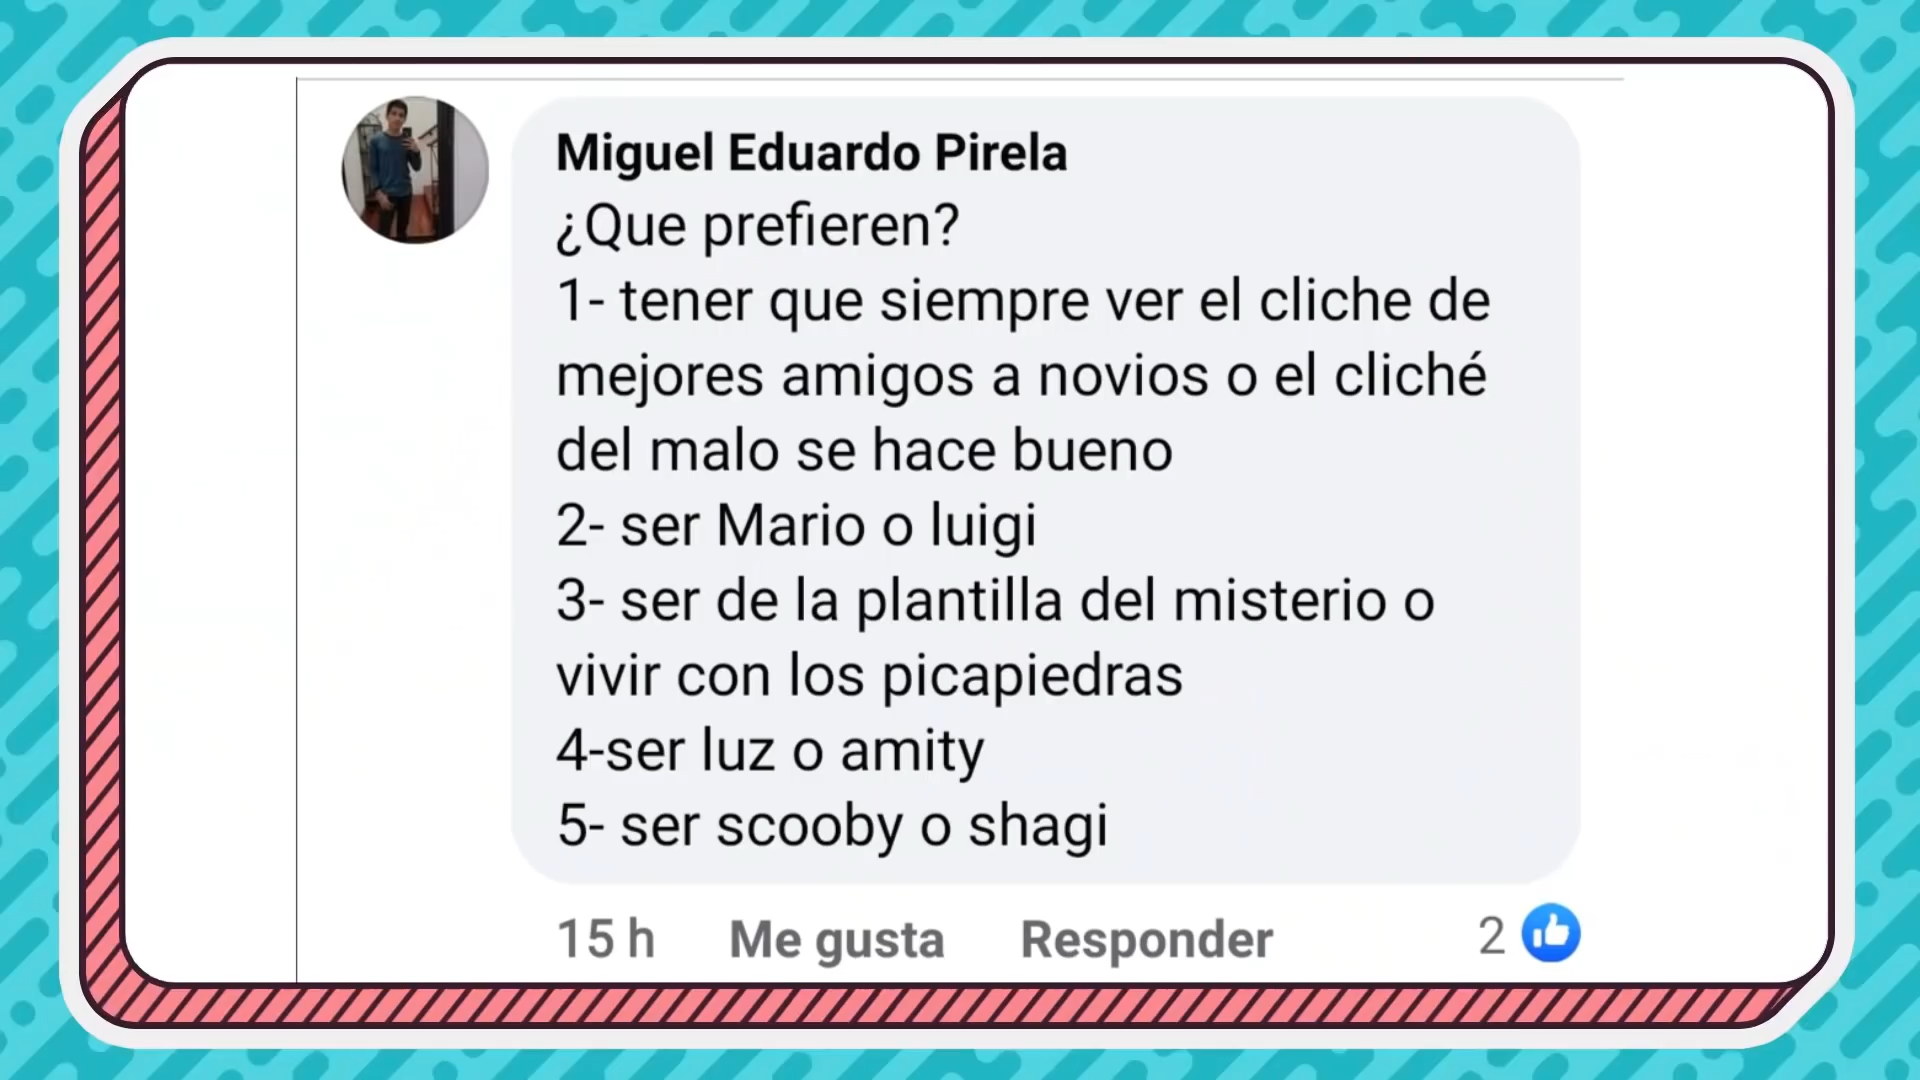 Miguel Eduardo Pirela
¿Que prefieren?
1- tener que siempre ver el cliche de
mejores amigos a novios o el cliché
del malo se hace bueno
2- ser Mario o luigi
3- ser de la plantilla del misterio o
vivir con los picapiedras
4-ser luz o amity
5- ser scooby o shagi
15 h Me gusta Responder 2